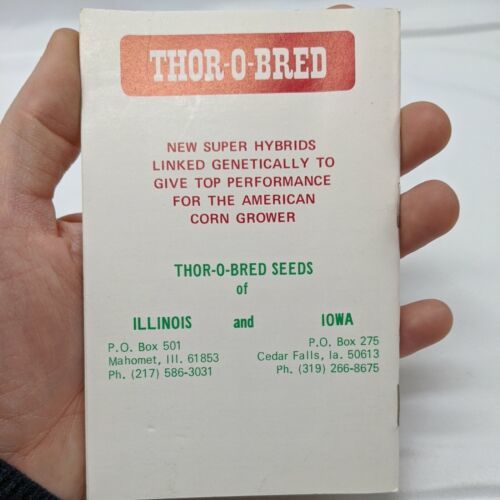 THOR-O-BRED
NEW SUPER HYBRIDS
LINKED GENETICALLY TO
GIVE TOP PERFORMANCE
FOR THE AMERICAN
CORN GROWER
THOR-O-BRED SEEDS
of
ILLINOIS and IOWA
P.O. Box 501
Mahomet, Ill. 61853
Ph. (217) 586-3031
P.O. Box 275
Cedar Falls, Ia. 50613
Ph. (319) 266-8675